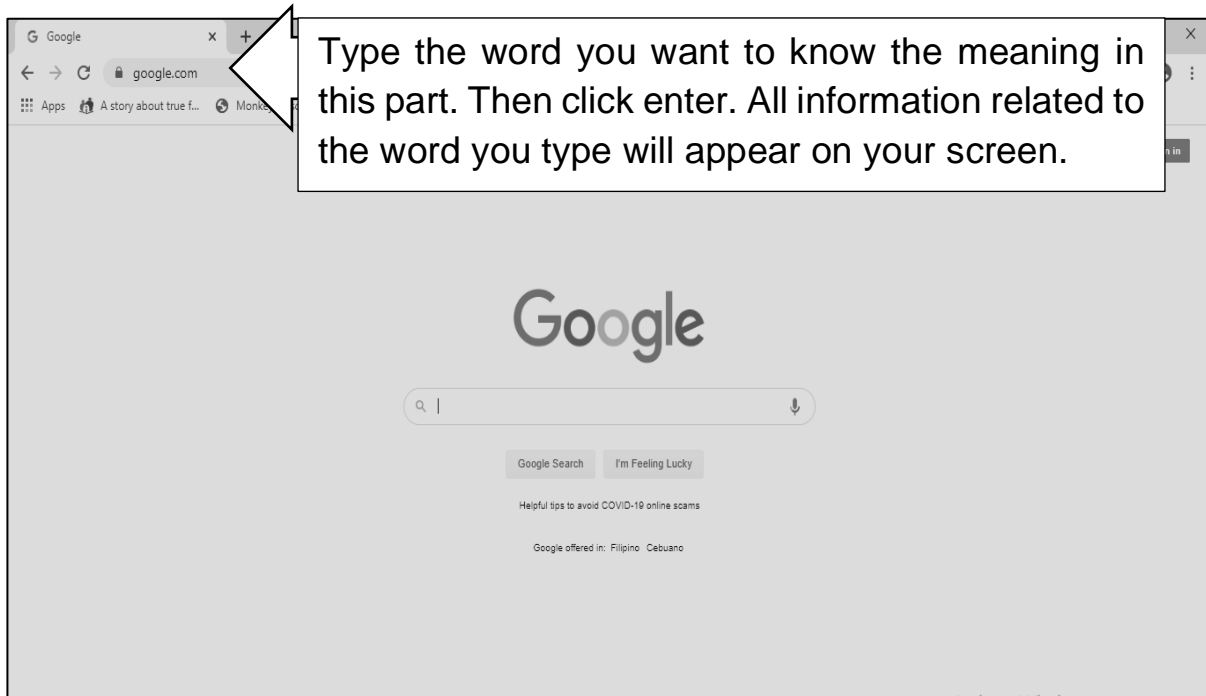 G Google × +
google.com
Type the word you want to know the meaning in
this part. Then click enter. All information related to
the word you type will appear on your screen.
Apps A story about true f...
Google
Google Search I'm Feeling Lucky
Helpful tips to avoid COVID-19 online scams
Google offered in: Filipino Cebuano